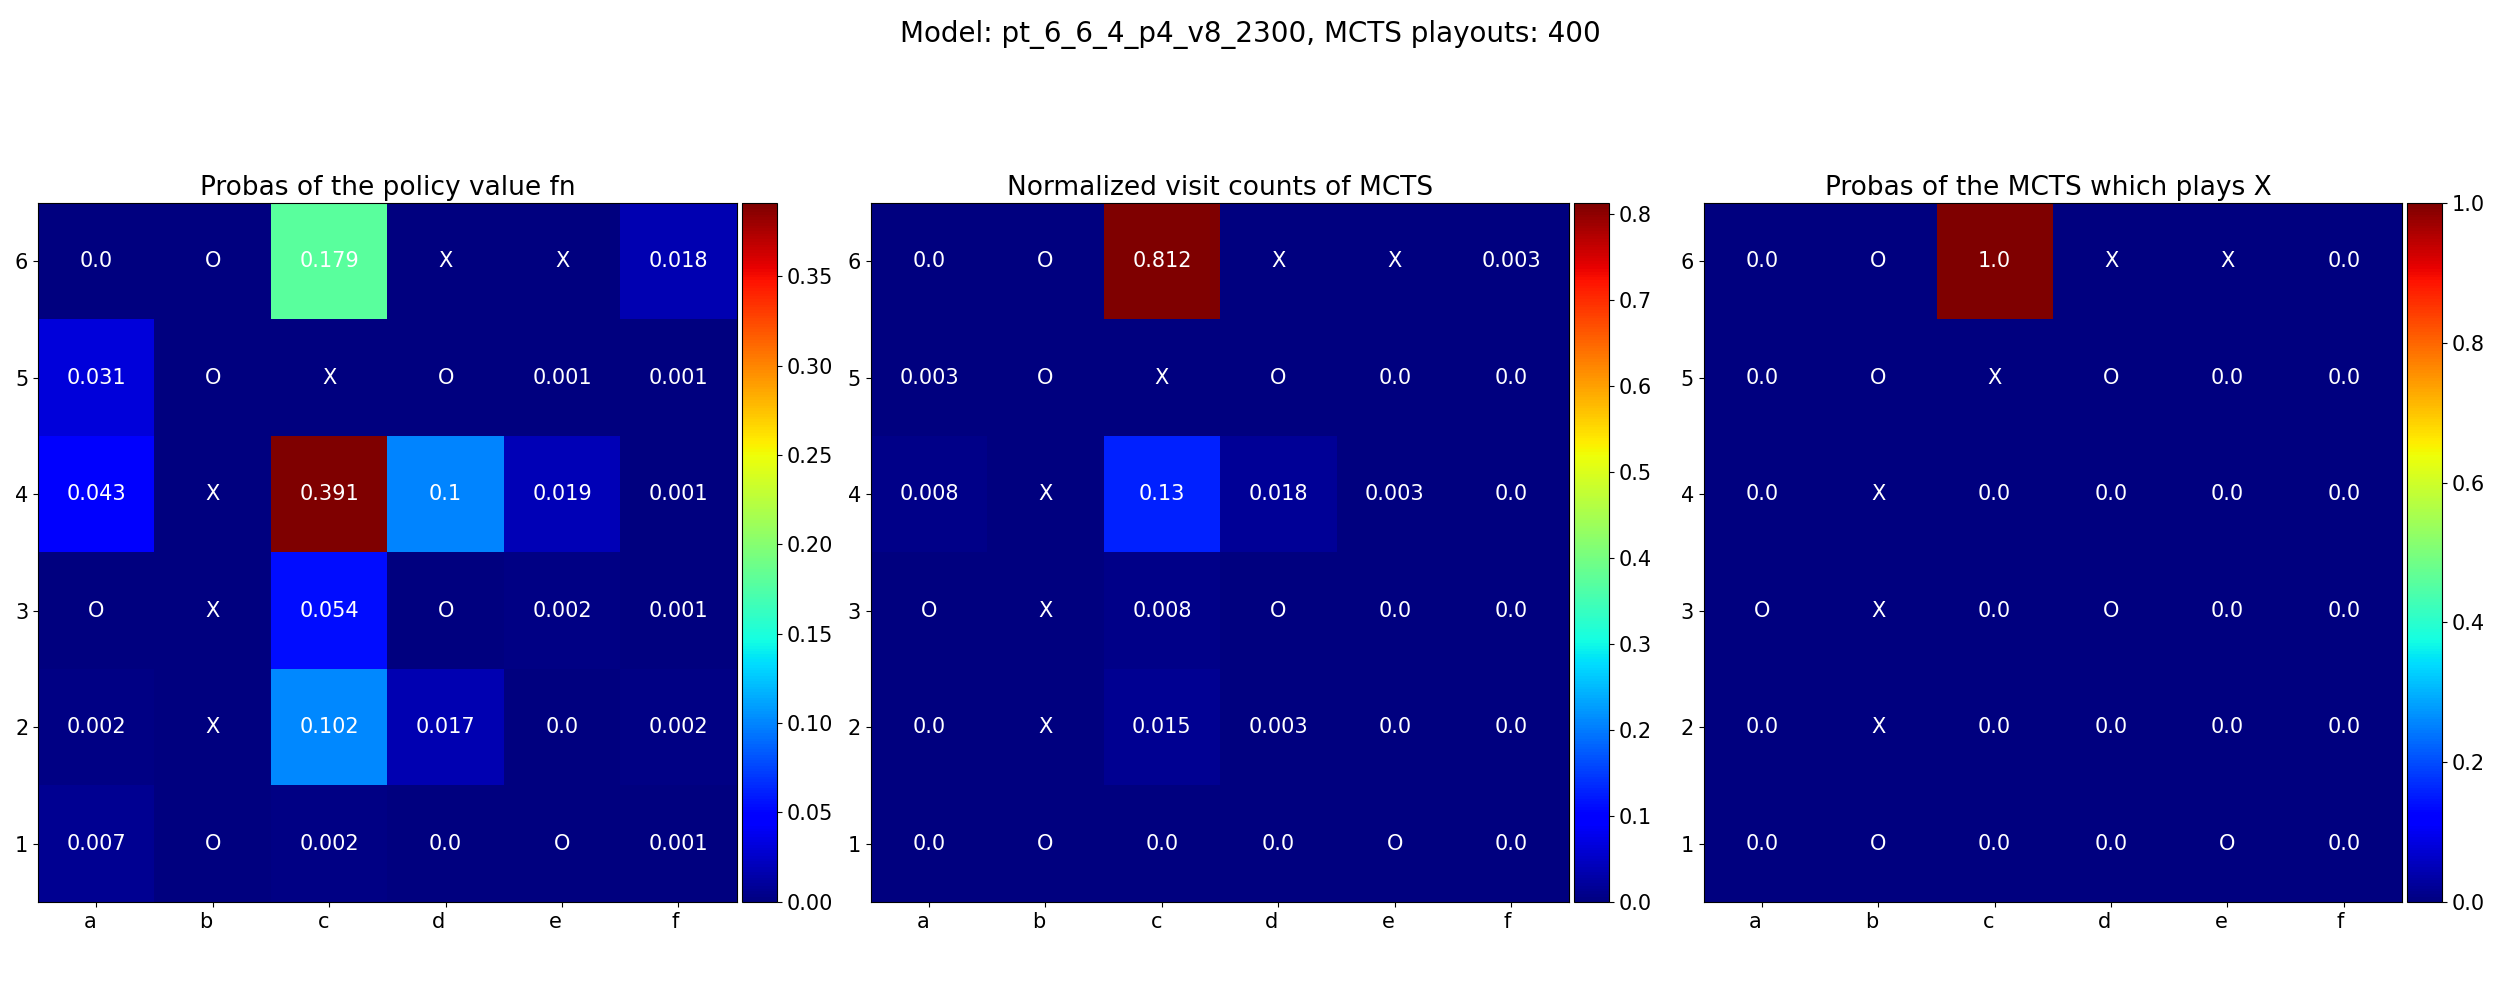 Model: pt_6_6_4_p4_v8_2300, MCTS playouts: 400
Probas of the policy value fn
6 0.0 O 0.179 X X 0.018
5 0.031 O X O 0.001 0.001
4 0.043 X 0.391 0.1 0.019 0.001
3 O X 0.054 O 0.002 0.001
2 0.002 X 0.102 0.017 0.0 0.002
1 0.007 O 0.002 0.0 O 0.001
a b c d e f
0.35
0.30
0.25
0.20
0.15
0.10
0.05
0.00
Normalized visit counts of MCTS
6 0.0 O 0.812 X X 0.003
5 0.003 O X O 0.0 0.0
4 0.008 X 0.13 0.018 0.003 0.0
3 O X 0.008 O 0.0 0.0
2 0.0 X 0.015 0.003 0.0 0.0
1 0.0 O 0.0 0.0 O 0.0
a b c d e f
0.8
0.7
0.6
0.5
0.4
0.3
0.2
0.1
0.0
Probas of the MCTS which plays X
6 0.0 O 1.0 X X 0.0
5 0.0 O X O 0.0 0.0
4 0.0 X 0.0 0.0 0.0 0.0
3 O X 0.0 O 0.0 0.0
2 0.0 X 0.0 0.0 0.0 0.0
1 0.0 O 0.0 0.0 O 0.0
a b c d e f
1.0
0.8
0.6
0.4
0.2
0.0